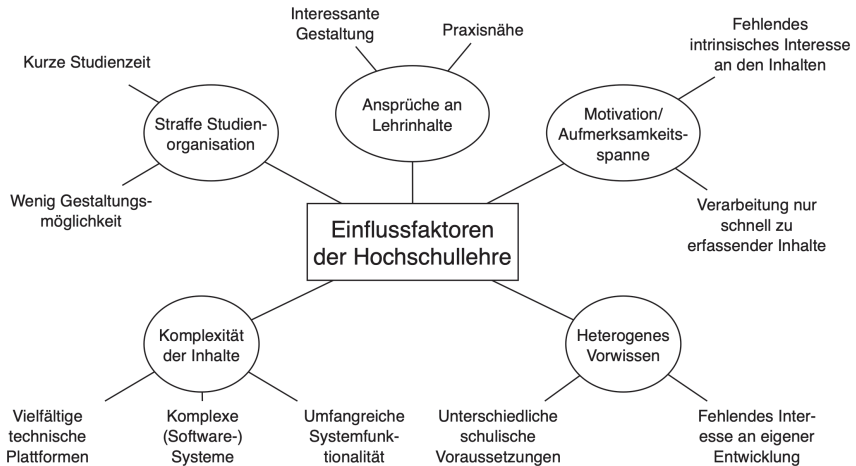 Interessante
Gestaltung
Praxisnähe
Fehlendes
intrinsisches Interesse
an den Inhalten
Kurze Studienzeit
Ansprüche an
Lehrinhalte
Straffe Studien-
organisation
Motivation/
Aufmerksamkeits-
spanne
Wenig Gestaltungs-
möglichkeit
Verarbeitung nur
schnell zu
erfassender Inhalte
Einflussfaktoren
der Hochschullehre
Komplexität
der Inhalte
Heterogenes
Vorwissen
Vielfältige
technische
Plattformen
Komplexe
(Software-)
Systeme
Umfangreiche
Systemfunk-
tionalität
Unterschiedliche
schulische
Voraussetzungen
Fehlendes Inter-
esse an eigener
Entwicklung